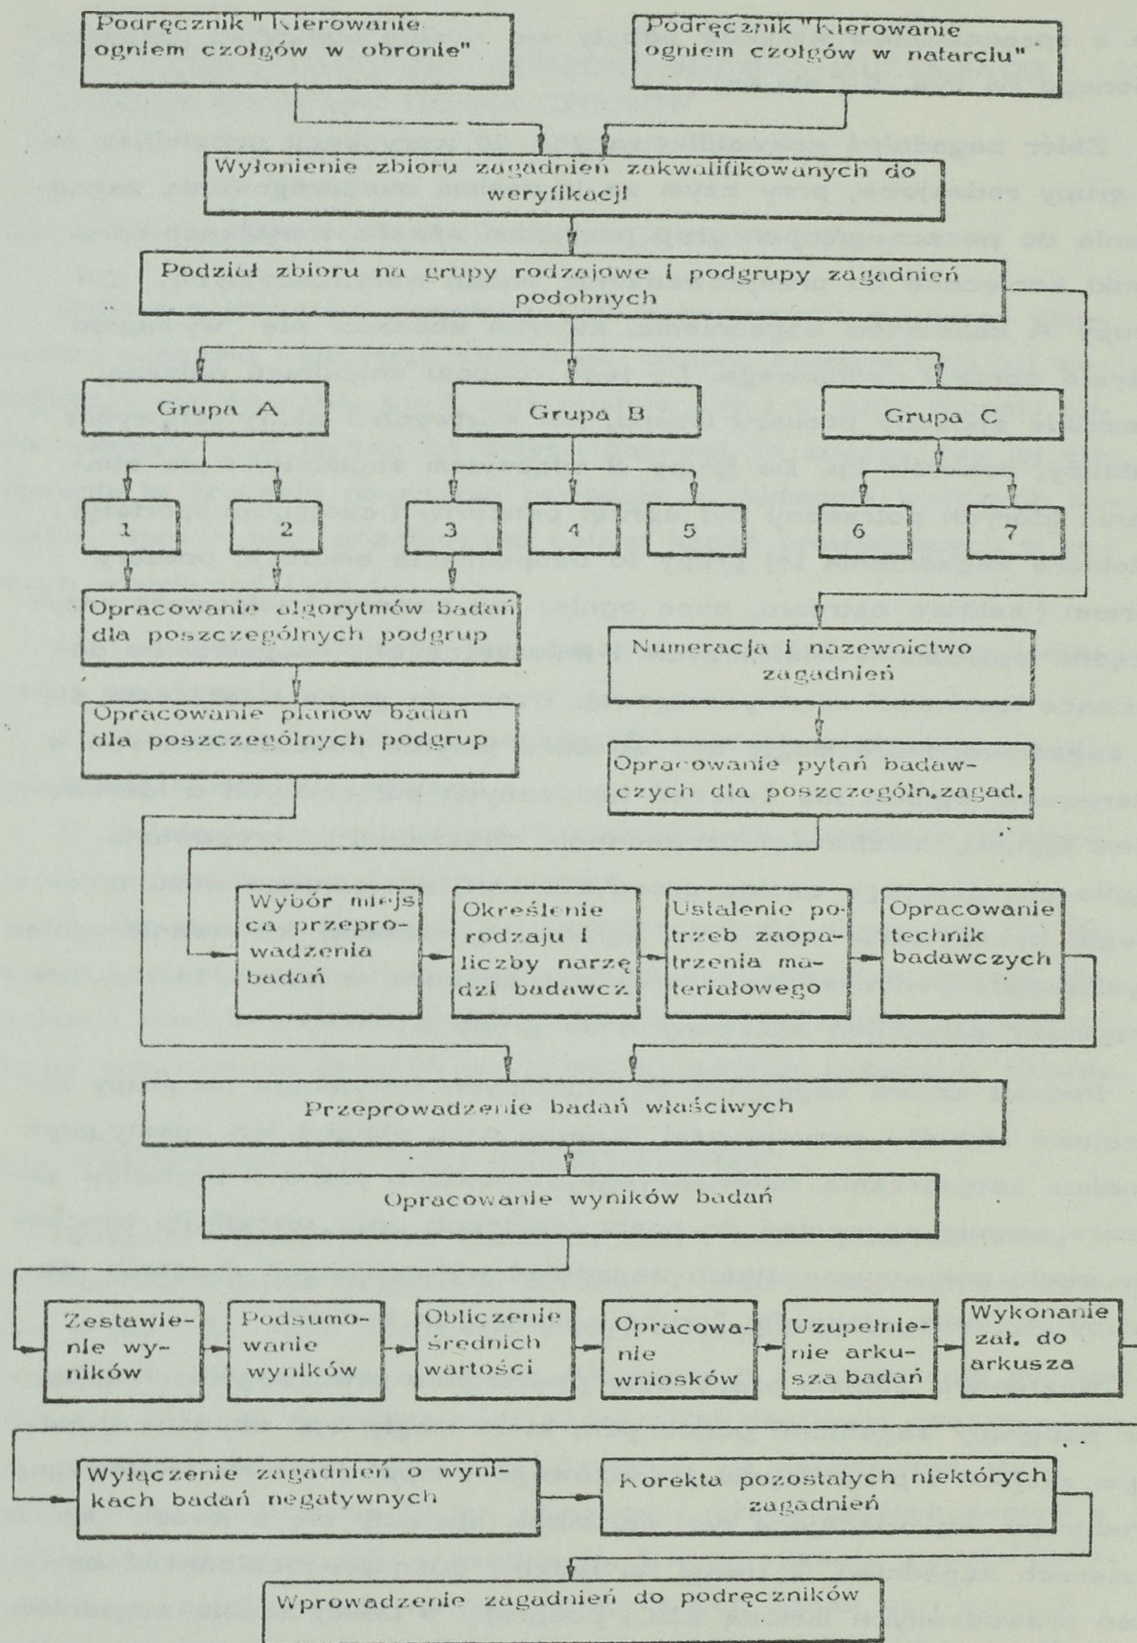 Podręcznik "Kierowanie
ogniem czołgów w obronie"
Podręcznik "Kierowanie
ogniem czołgów w natarciu"
Wyłonienie zbioru zagadnień zakwalifikowanych do
weryfikacji
Podział zbioru na grupy rodzajowe i podgrupy zagadnień
podobnych
Grupa A
Grupa B
Grupa C
1
2
3
4
5
6
7
Opracowanie algorytmów badań
dla poszczególnych podgrup
Numeracja i nazewnictwo
zagadnień
Opracowanie planów badań
dla poszczególnych podgrup
Opracowanie pytań badaw-
czych dla poszczególn.zagad.
Wybór miejs
ca przepro-
wadzenia
badań
Określenie
rodzaju i
liczby narzę
dzi badawcz
Ustalenie po-
trzeb zaopa-
trzenia ma-
teriałowego
Opracowanie
technik
badawczych
Przeprowadzenie badań właściwych
Opracowanie wyników badań
Zestawie-
nie wy-
ników
Podsumo-
wanie
wyników
Obliczenie
średnich
wartości
Opracowa-
nie
wniosków
Uzupełnie-
nie arku-
sza badań
Wykonanie
zał. do
arkusza
Wyłączenie zagadnień o wyni-
kach badań negatywnych
Korekta pozostałych niektórych
zagadnień
Wprowadzenie zagadnień do podręczników